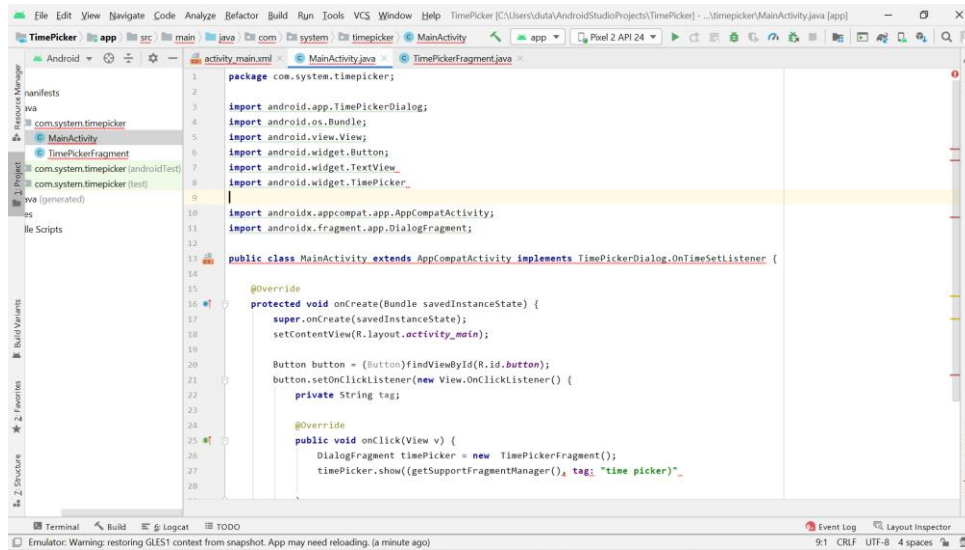 File Edit View Navigate Code Analyze Refactor Build Run Tools VCS Window Help TimePicker [C:\Users\duta\AndroidStudioProjects\TimePicker] - ...\timepicker\MainActivity.java [app]
TimePicker app src main java com system timepicker MainActivity app Pixel 2 API 24
Android
activity_main.xml MainActivity.java TimePickerFragment.java
Resource Manager
1: Project
Build Variants
2: Favorites
Z: Structure
manifests
ava
com.system.timepicker
MainActivity
TimePickerFragment
com.system.timepicker (androidTest)
com.system.timepicker (test)
ava (generated)
es
lle Scripts
1 package com.system.timepicker;
2
3 import android.app.TimePickerDialog;
4 import android.os.Bundle;
5 import android.view.View;
6 import android.widget.Button;
7 import android.widget.TextView
8 import android.widget.TimePicker
9
10 import androidx.appcompat.app.AppCompatActivity;
11 import androidx.fragment.app.DialogFragment;
12
13 public class MainActivity extends AppCompatActivity implements TimePickerDialog.OnTimeSetListener {
14
15 @Override
16 protected void onCreate(Bundle savedInstanceState) {
17 super.onCreate(savedInstanceState);
18 setContentView(R.layout.activity_main);
19
20 Button button = (Button)findViewById(R.id.button);
21 button.setOnClickListener(new View.OnClickListener() {
22 private String tag;
23
24 @Override
25 public void onClick(View v) {
26 DialogFragment timePicker = new TimePickerFragment();
27 timePicker.show((getSupportFragmentManager(), tag: "time picker)"
28
Terminal Build 6: Logcat TODO Event Log Layout Inspector
Emulator: Warning: restoring GLES1 context from snapshot. App may need reloading. (a minute ago) 9:1 CRLF UTF-8 4 spaces